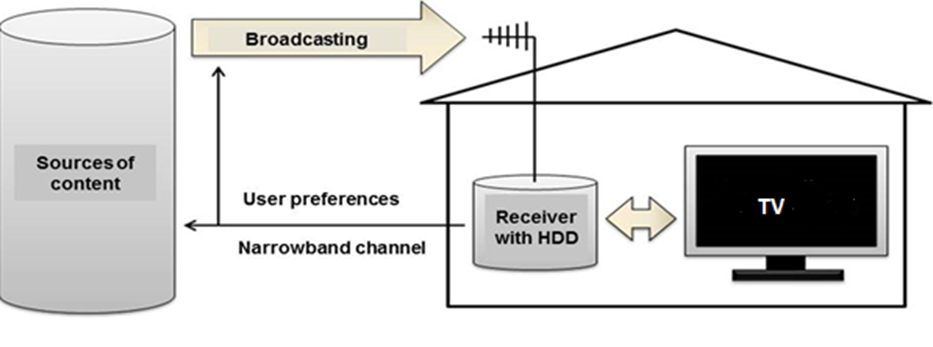 Broadcasting
Sources of
content
User preferences
Narrowband channel
Receiver
with HDD
TV